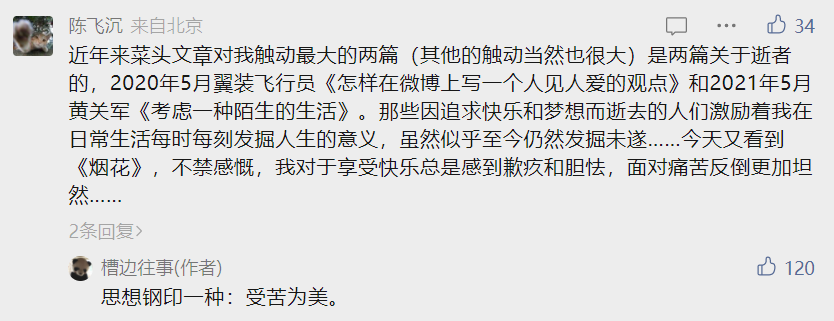 陈飞沉 来自北京 34
近年来菜头文章对我触动最大的两篇（其他的触动当然也很大）是两篇关于逝者
的，2020年5月翼装飞行员《怎样在微博上写一个人见人爱的观点》和2021年5月
黄关军《考虑一种陌生的生活》。那些因追求快乐和梦想而逝去的人们激励着我在
日常生活每时每刻发掘人生的意义，虽然似乎至今仍然发掘未遂……今天又看到
《烟花》，不禁感慨，我对于享受快乐总是感到歉疚和胆怯，面对痛苦反倒更加坦
然……
2条回复>
槽边往事(作者) 120
思想钢印一种：受苦为美。